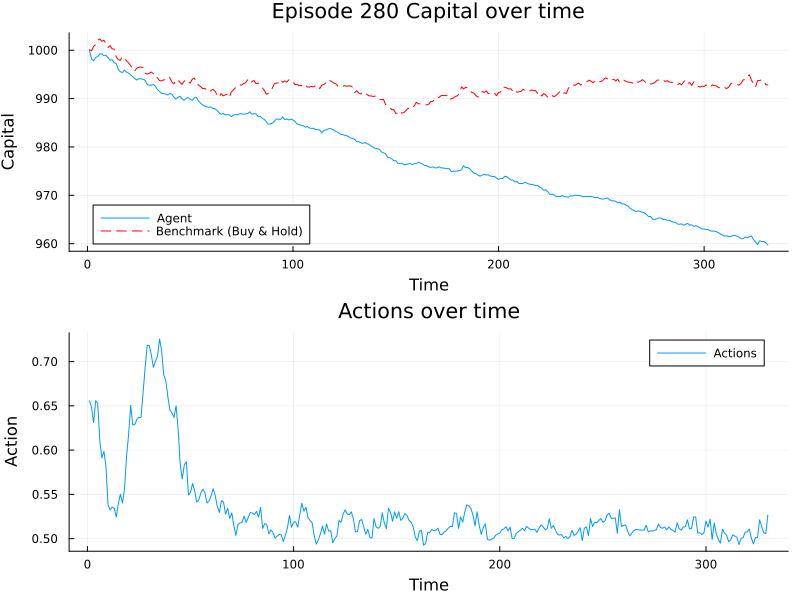 Episode 280 Capital over time
Capital
1000
990
980
970
960
Agent
Benchmark (Buy & Hold)
0
100
200
300
Time
Actions over time
Action
0.70
0.65
0.60
0.55
0.50
Actions
0
100
200
300
Time